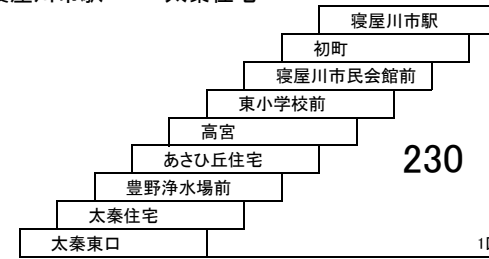 寝屋川市駅
初町
寝屋川市民会館前
東小学校前
高宮
あさひ丘住宅
230
豊野浄水場前
太秦住宅
太秦東口